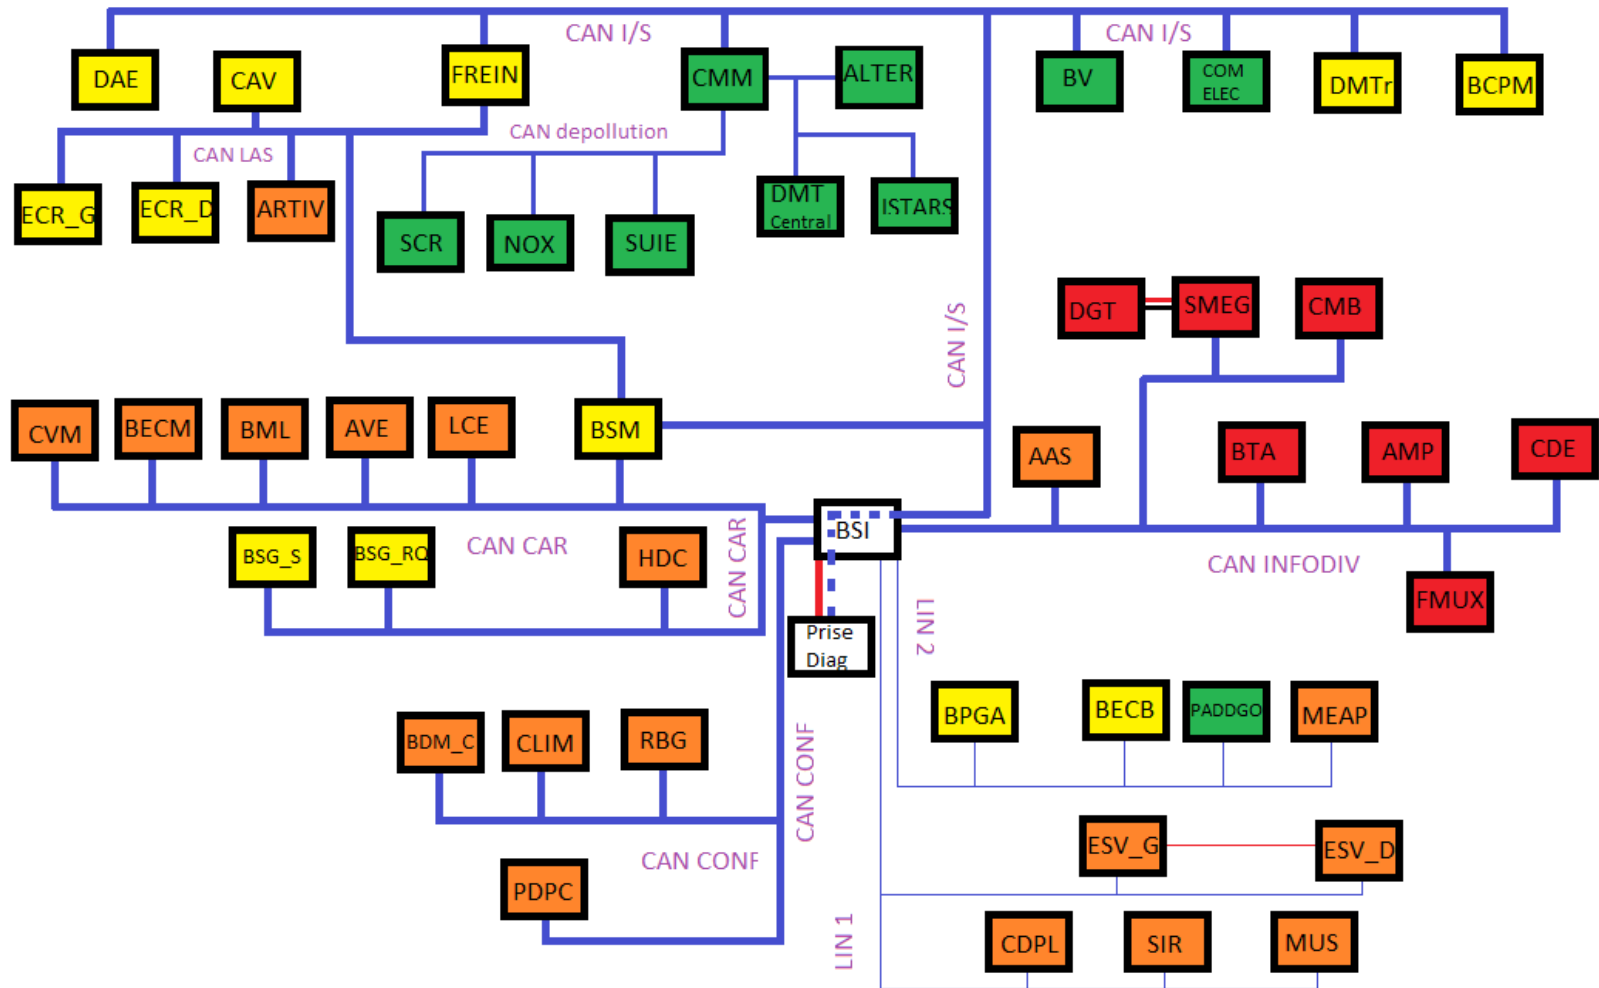 CAN I/S
CAN I/S
DAE
CAV
FREIN
CMM
ALTER
BV
COM
ELEC
DMTr
BCPM
CAN depollution
CAN LAS
ECR_G
ECR_D
ARTIV
SCR
NOX
SUIE
DMT
Central
ISTARS
CAN I/S
DGT
SMEG
CMB
CVM
BECM
BML
AVE
LCE
BSM
AAS
BTA
AMP
CDE
BSI
CAN CAR
CAN CAR
BSG_S
BSG_RQ
HDC
CAN INFODIV
FMUX
Prise
Diag
LIN 2
BPGA
BECB
PADDGO
MEAP
BDM_C
CLIM
RBG
CAN CONF
CAN CONF
PDPC
ESV_G
ESV_D
LIN 1
CDPL
SIR
MUS